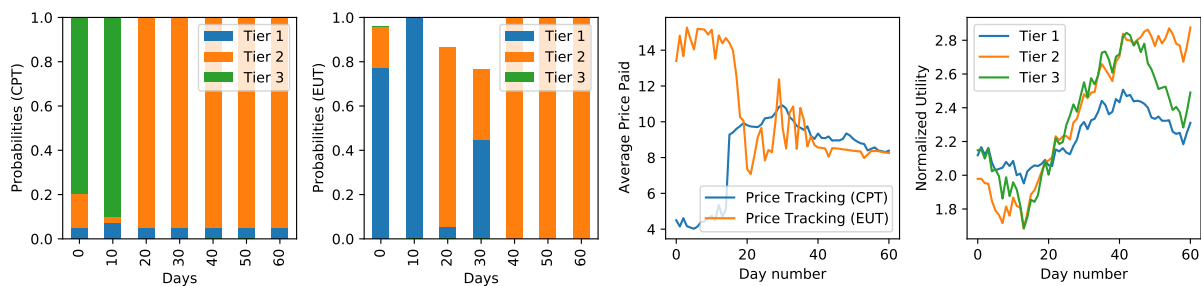 Probabilities (CPT)
1.0
0.8
0.6
0.4
0.2
0.0
0 10 20 30 40 50 60
Days
Tier 1
Tier 2
Tier 3
Probabilities (EUT)
1.0
0.8
0.6
0.4
0.2
0.0
0 10 20 30 40 50 60
Days
Tier 1
Tier 2
Tier 3
Average Price Paid
14
12
10
8
6
4
0 20 40 60
Day number
Price Tracking (CPT)
Price Tracking (EUT)
Normalized Utility
2.8
2.6
2.4
2.2
2.0
1.8
0 20 40 60
Day number
Tier 1
Tier 2
Tier 3